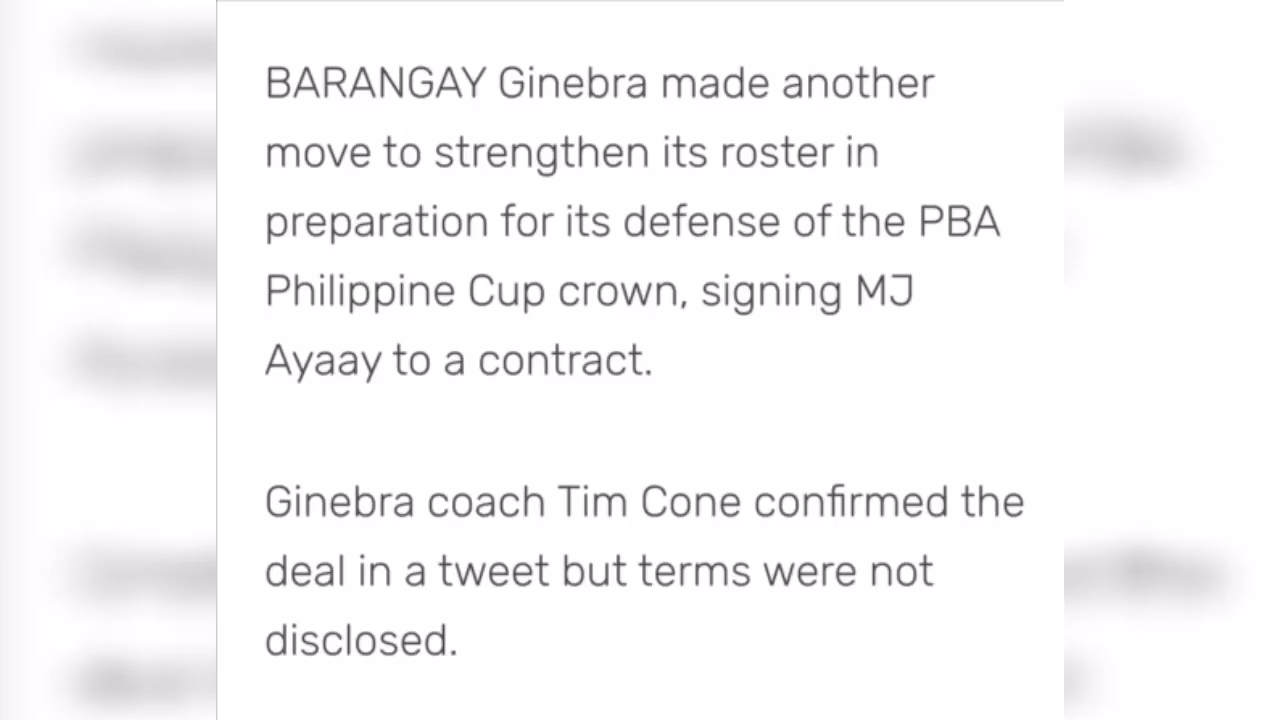 BARANGAY Ginebra made another
move to strengthen its roster in
preparation for its defense of the PBA
Philippine Cup crown, signing MJ
Ayaay to a contract.
Ginebra coach Tim Cone confirmed the
deal in a tweet but terms were not
disclosed.